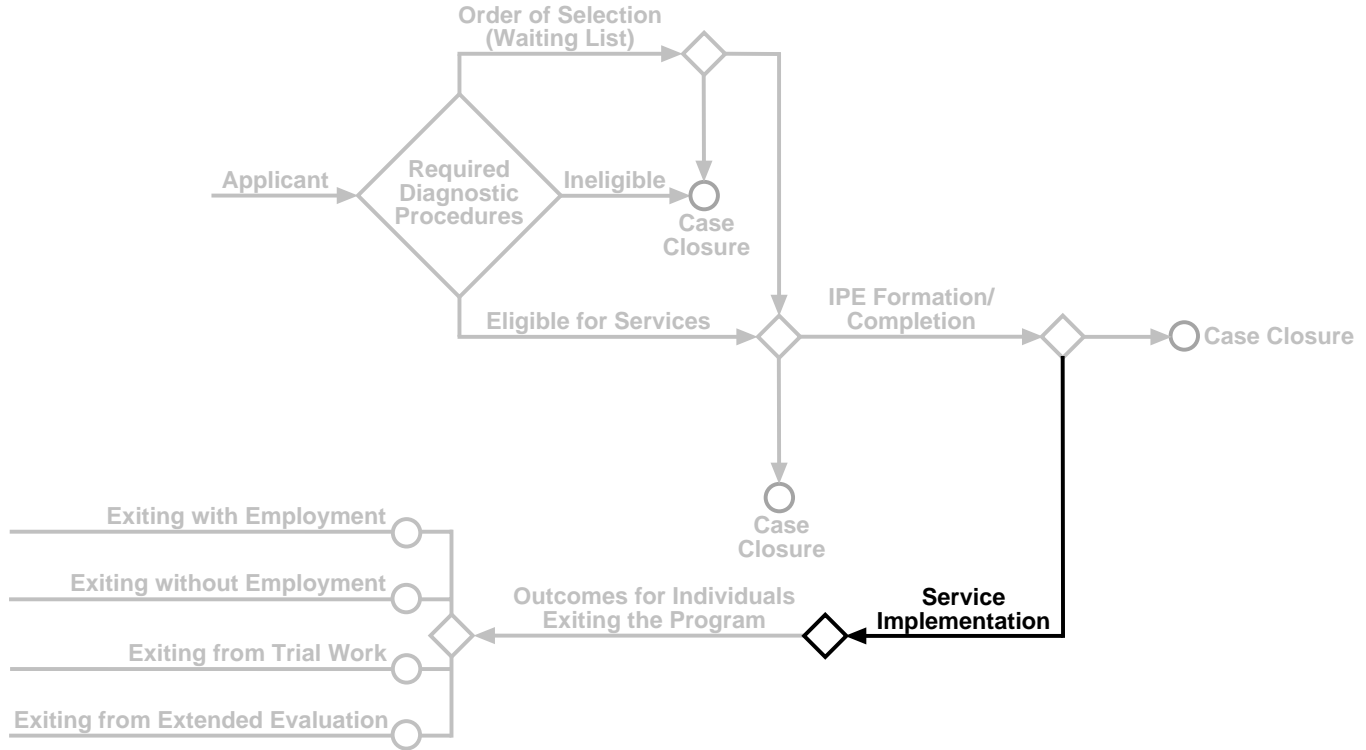 Order of Selection
(Waiting List)
Applicant
Required
Diagnostic
Procedures
Ineligible
Case
Closure
Eligible for Services
IPE Formation/
Completion
Case Closure
Case
Closure
Exiting with Employment
Exiting without Employment
Outcomes for Individuals
Exiting the Program
Service
Implementation
Exiting from Trial Work
Exiting from Extended Evaluation